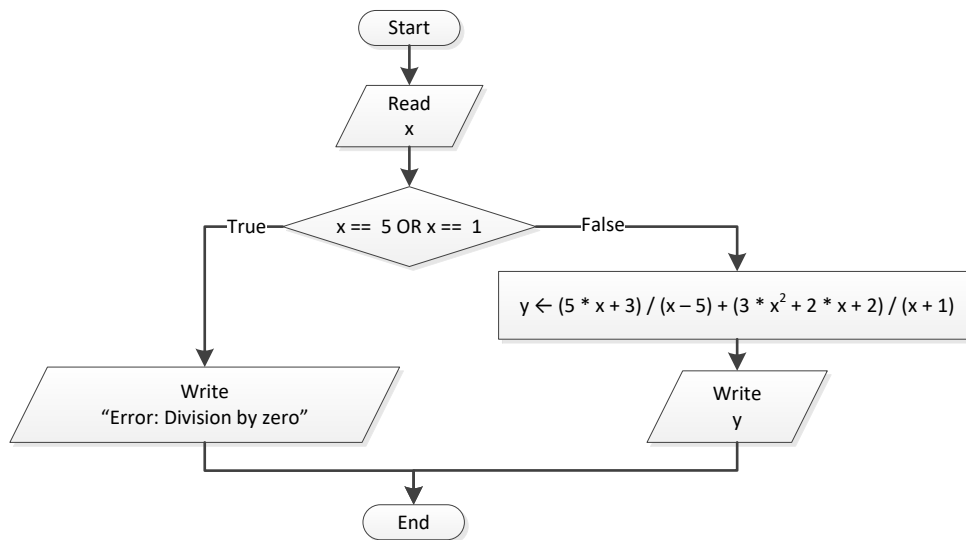 Start
Read
x
x == 5 OR x == 1
True
False
y ← (5 * x + 3) / (x – 5) + (3 * x² + 2 * x + 2) / (x + 1)
Write
“Error: Division by zero”
Write
y
End